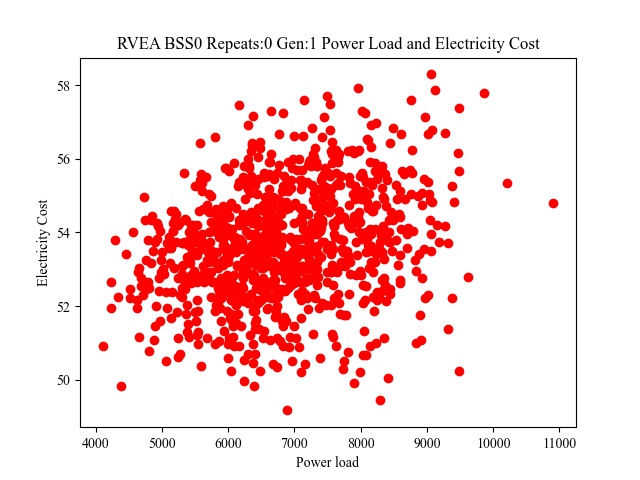 RVEA BSS0 Repeats:0 Gen:1 Power Load and Electricity Cost
58
56
54
52
50
Electricity Cost
4000 5000 6000 7000 8000 9000 10000 11000
Power load